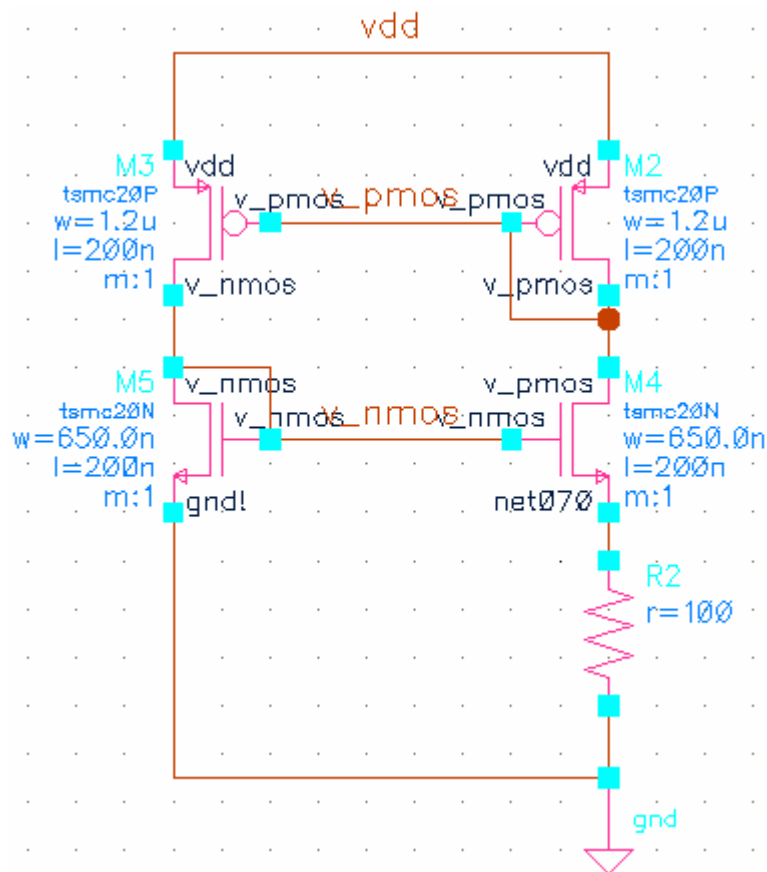 vdd
M3 vdd vdd M2
tsmc20P v_pmos v_pmos v_pmos tsmc20P
w=1.2u w=1.2u
l=200n l=200n
m:1 v_nmos v_pmos m:1
M5 v_nmos v_pmos M4
tsmc20N v_nmos v_nmos v_nmos tsmc20N
w=650.0n w=650.0n
l=200n l=200n
m:1 gnd! net070 m:1
R2
r=100
gnd